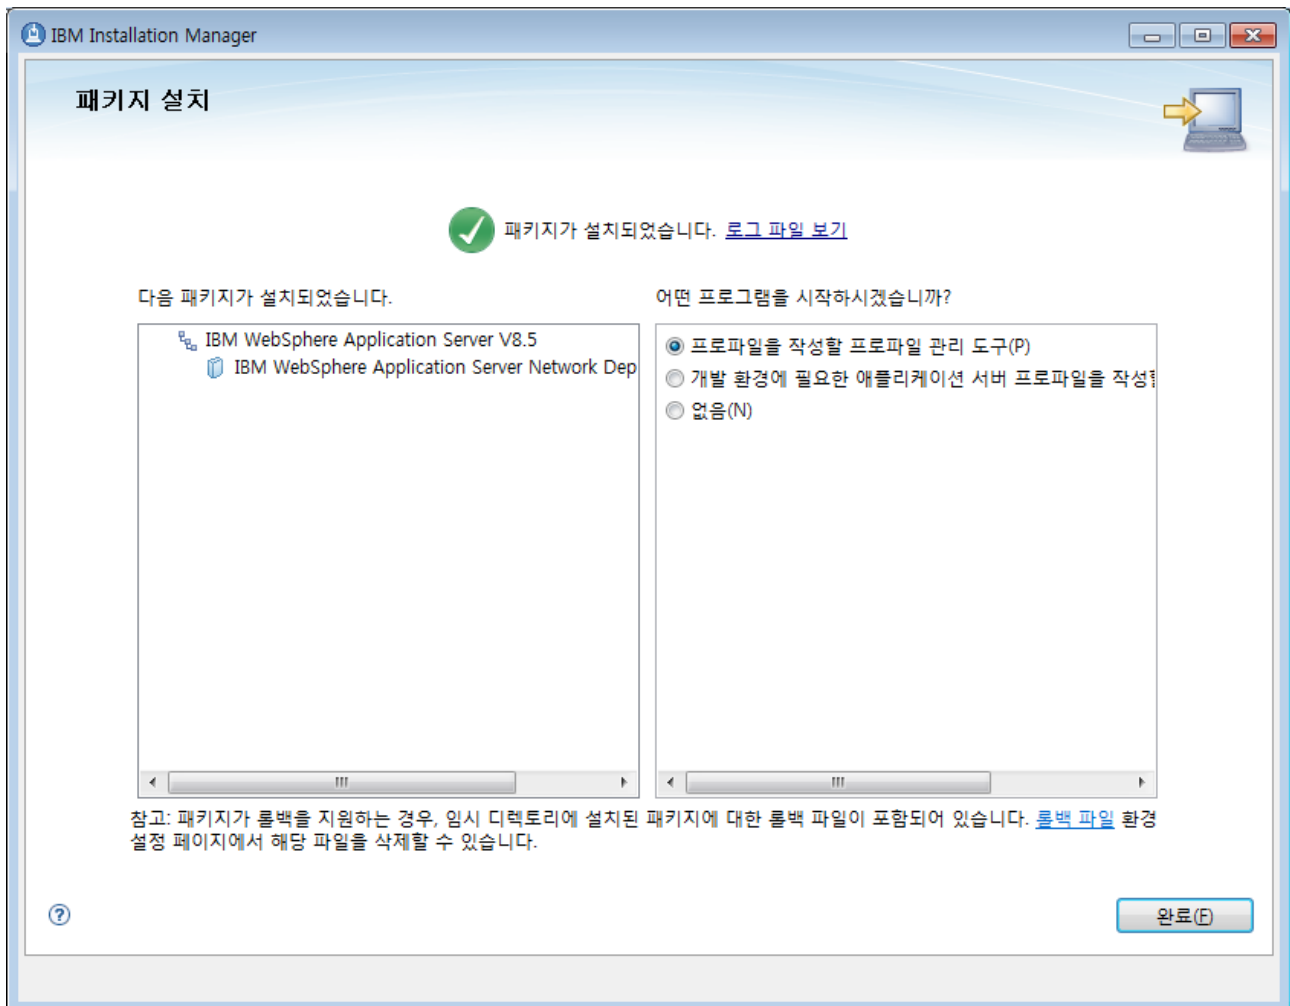 IBM Installation Manager
패키지 설치
패키지가 설치되었습니다. 로그 파일 보기
다음 패키지가 설치되었습니다.
IBM WebSphere Application Server V8.5
IBM WebSphere Application Server Network Dep
어떤 프로그램을 시작하시겠습니까?
프로파일을 작성할 프로파일 관리 도구(P)
개발 환경에 필요한 애플리케이션 서버 프로파일을 작성
없음(N)
참고: 패키지가 롤백을 지원하는 경우, 임시 디렉토리에 설치된 패키지에 대한 롤백 파일이 포함되어 있습니다. 롤백 파일 환경
설정 페이지에서 해당 파일을 삭제할 수 있습니다.
완료(F)